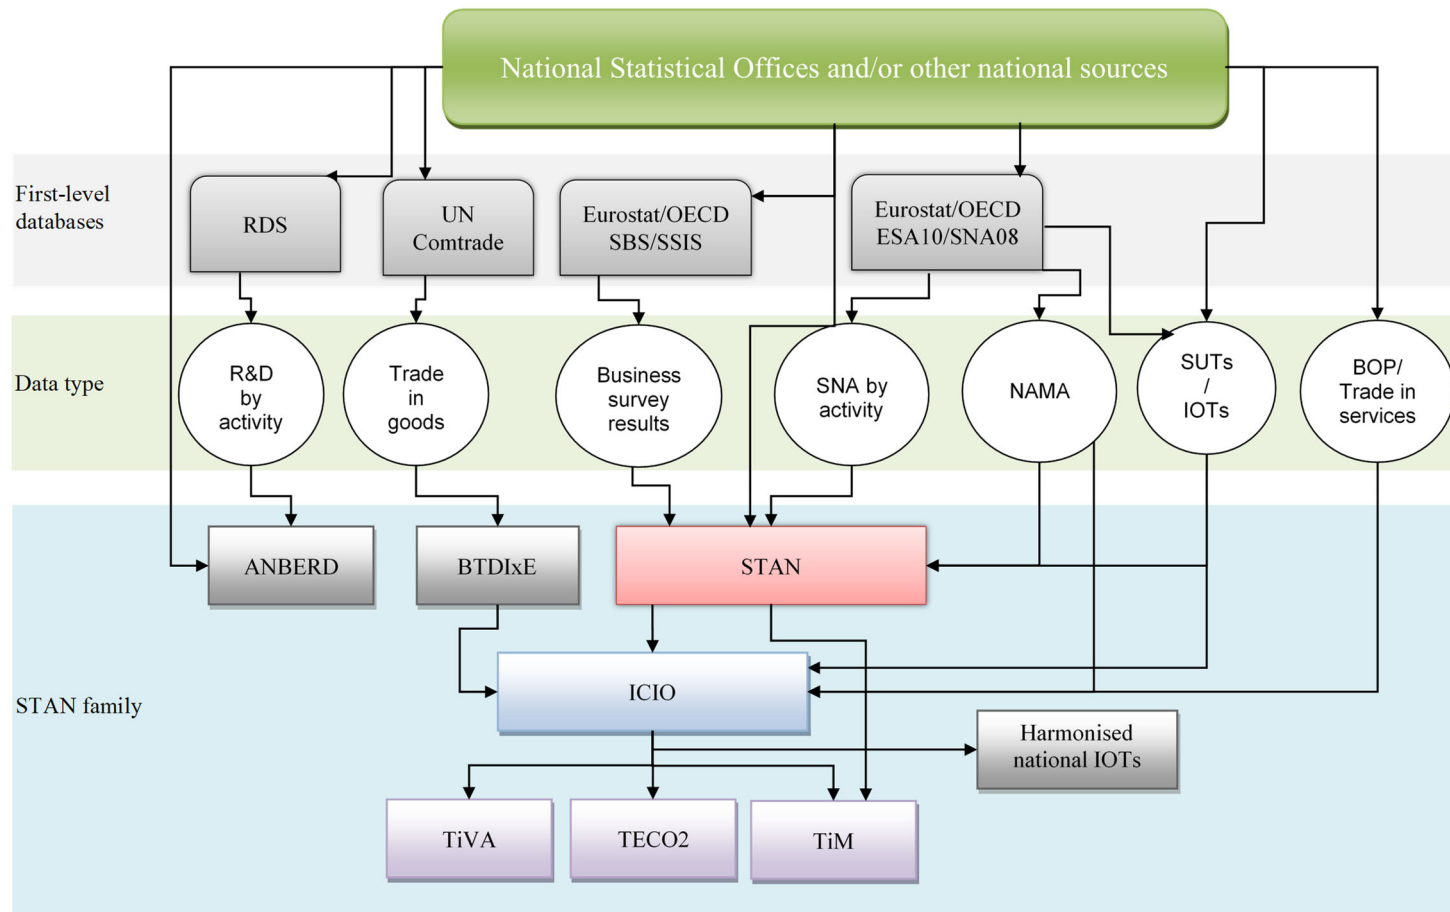 National Statistical Offices and/or other national sources
First-level
databases
RDS
UN
Comtrade
Eurostat/OECD
SBS/SSIS
Eurostat/OECD
ESA10/SNA08
Data type
R&D
by
activity
Trade
in
goods
Business
survey
results
SNA by
activity
NAMA
SUTs
/
IOTs
BOP/
Trade in
services
STAN family
ANBERD
BTDIxE
STAN
ICIO
Harmonised
national IOTs
TiVA
TECO2
TiM